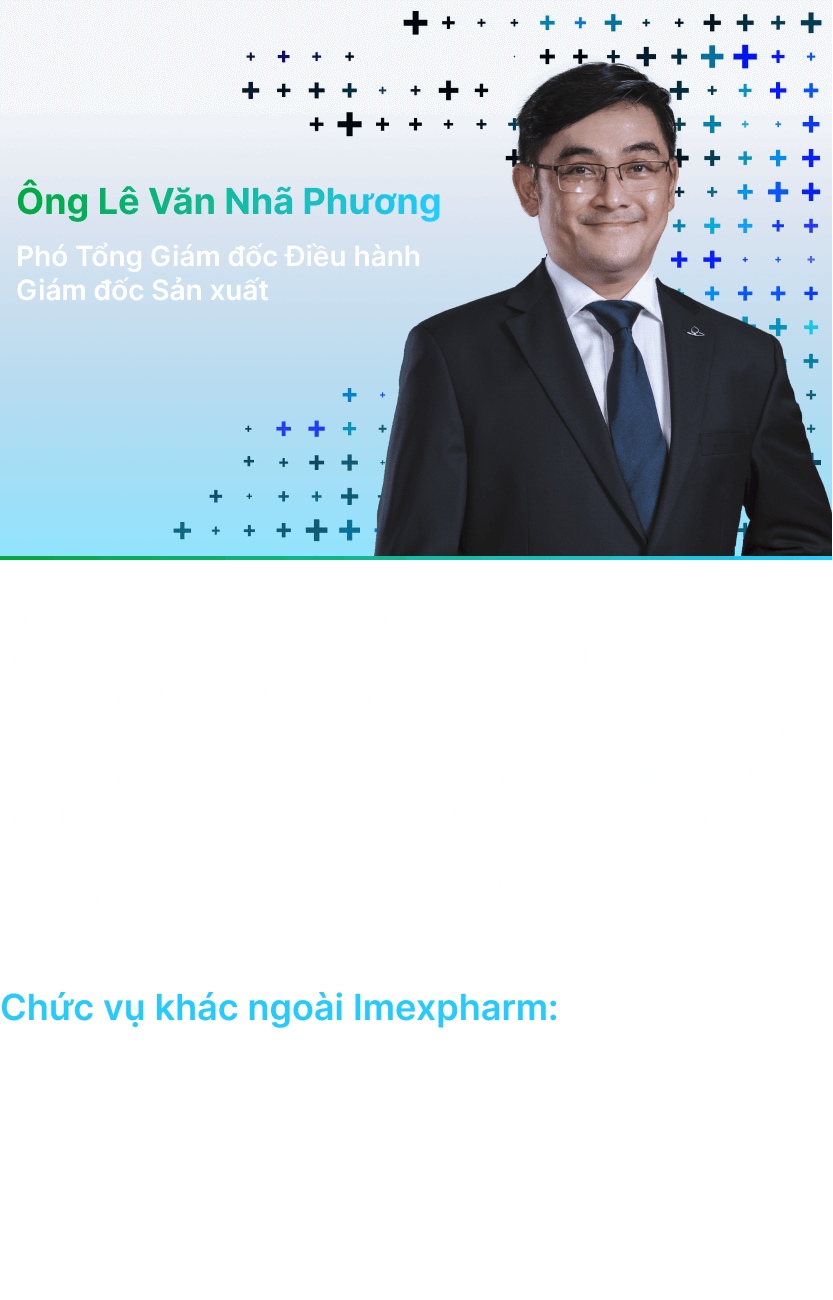 Ông Lê Văn Nhã Phương
Phó Tổng Giám đốc Điều hành
Giám đốc Sản xuất
Chức vụ khác ngoài Imexpharm: